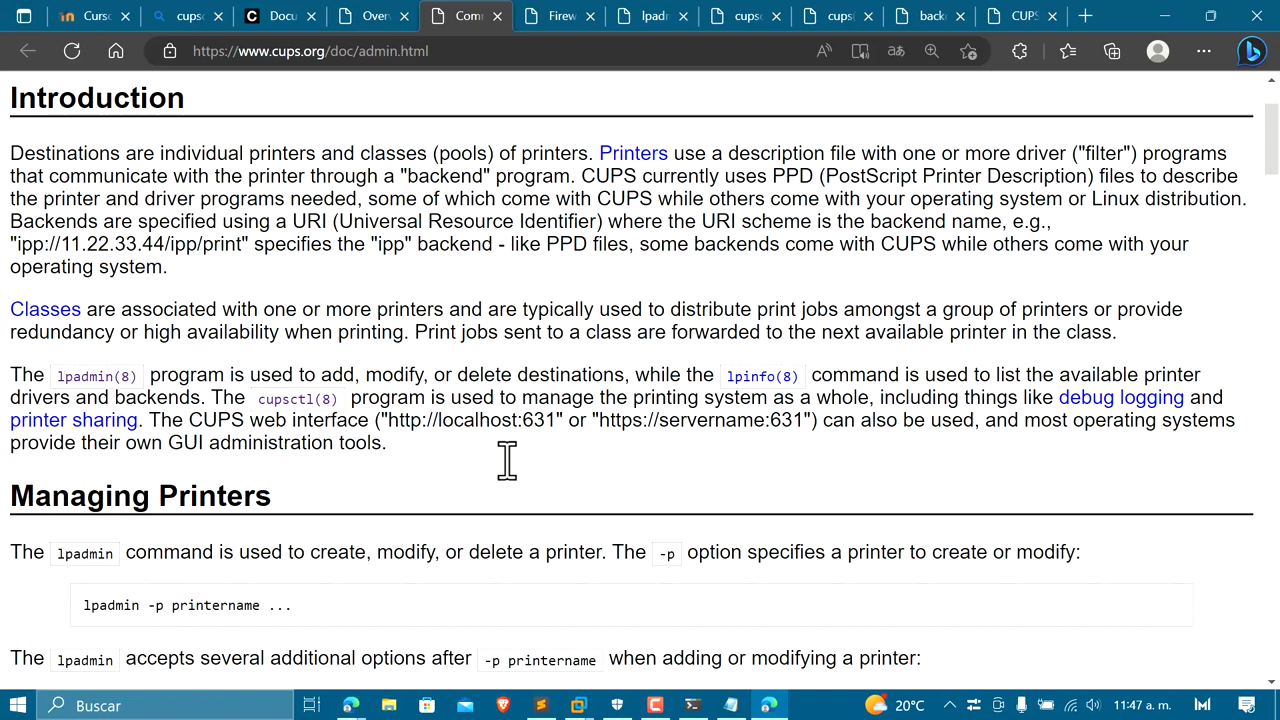 Curso
cupsc
Docu
Over
Comr
Firew
lpadr
cupsc
cups(
back
CUPS
https://www.cups.org/doc/admin.html
Introduction
Destinations are individual printers and classes (pools) of printers. Printers use a description file with one or more driver ("filter") programs
that communicate with the printer through a "backend" program. CUPS currently uses PPD (PostScript Printer Description) files to describe
the printer and driver programs needed, some of which come with CUPS while others come with your operating system or Linux distribution.
Backends are specified using a URI (Universal Resource Identifier) where the URI scheme is the backend name, e.g.,
"ipp://11.22.33.44/ipp/print" specifies the "ipp" backend - like PPD files, some backends come with CUPS while others come with your
operating system.
Classes are associated with one or more printers and are typically used to distribute print jobs amongst a group of printers or provide
redundancy or high availability when printing. Print jobs sent to a class are forwarded to the next available printer in the class.
The lpadmin(8) program is used to add, modify, or delete destinations, while the lpinfo(8) command is used to list the available printer
drivers and backends. The cupsctl(8) program is used to manage the printing system as a whole, including things like debug logging and
printer sharing. The CUPS web interface ("http://localhost:631" or "https://servername:631") can also be used, and most operating systems
provide their own GUI administration tools.
Managing Printers
The lpadmin command is used to create, modify, or delete a printer. The -p option specifies a printer to create or modify:
lpadmin -p printername ...
The lpadmin accepts several additional options after -p printername when adding or modifying a printer:
Buscar
20°C
11:47 a. m.